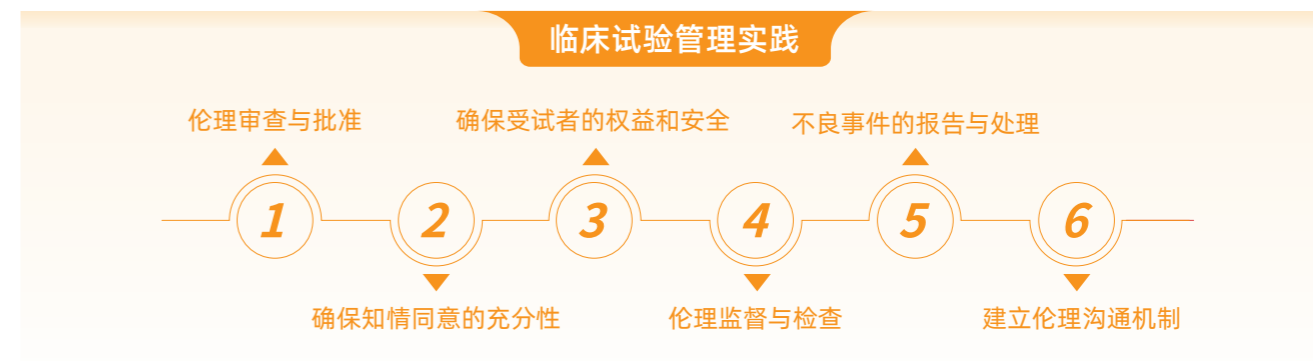 临床试验管理实践
伦理审查与批准
确保受试者的权益和安全
不良事件的报告与处理
1
2
3
4
5
6
确保知情同意的充分性
伦理监督与检查
建立伦理沟通机制